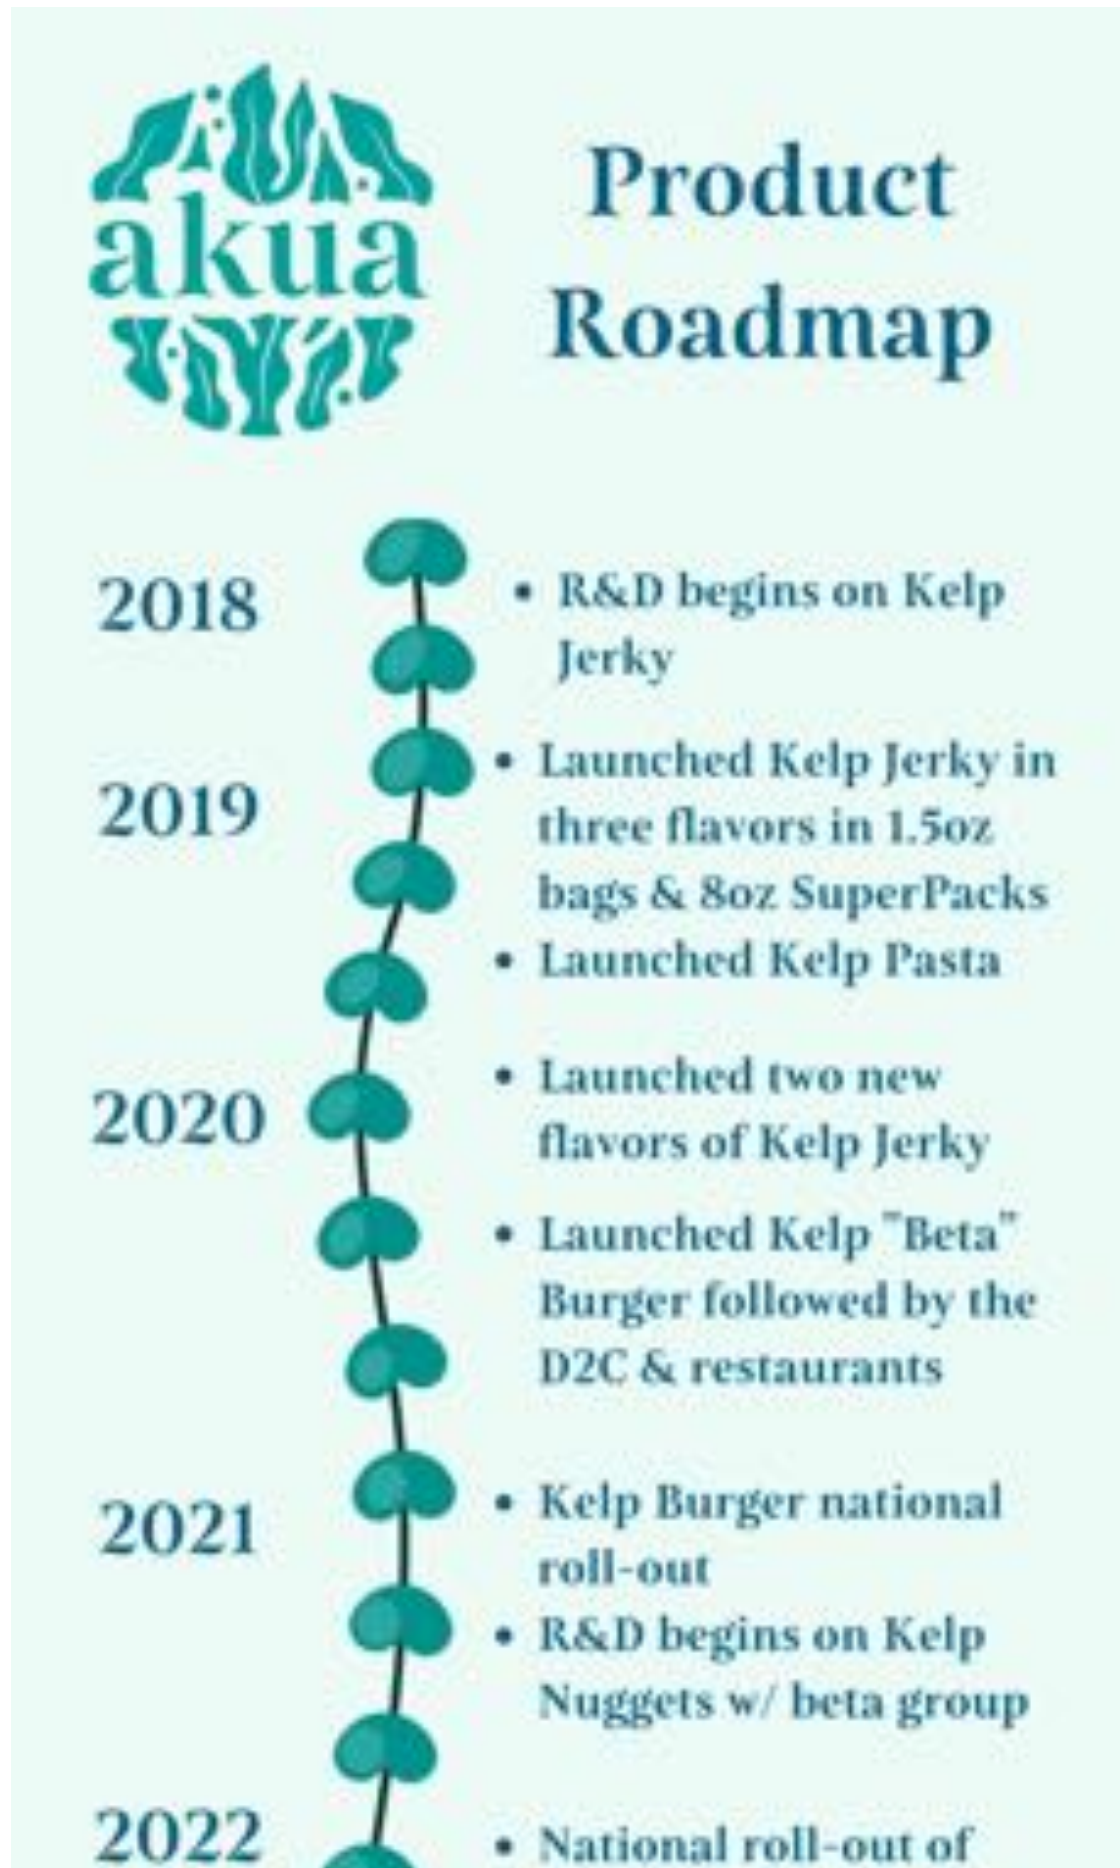 akua
Product
Roadmap
2018
• R&D begins on Kelp
Jerky
2019
• Launched Kelp Jerky in
three flavors in 1.5oz
bags & 8oz SuperPacks
• Launched Kelp Pasta
2020
• Launched two new
flavors of Kelp Jerky
• Launched Kelp "Beta"
Burger followed by the
D2C & restaurants
2021
• Kelp Burger national
roll-out
• R&D begins on Kelp
Nuggets w/ beta group
2022
• National roll-out of